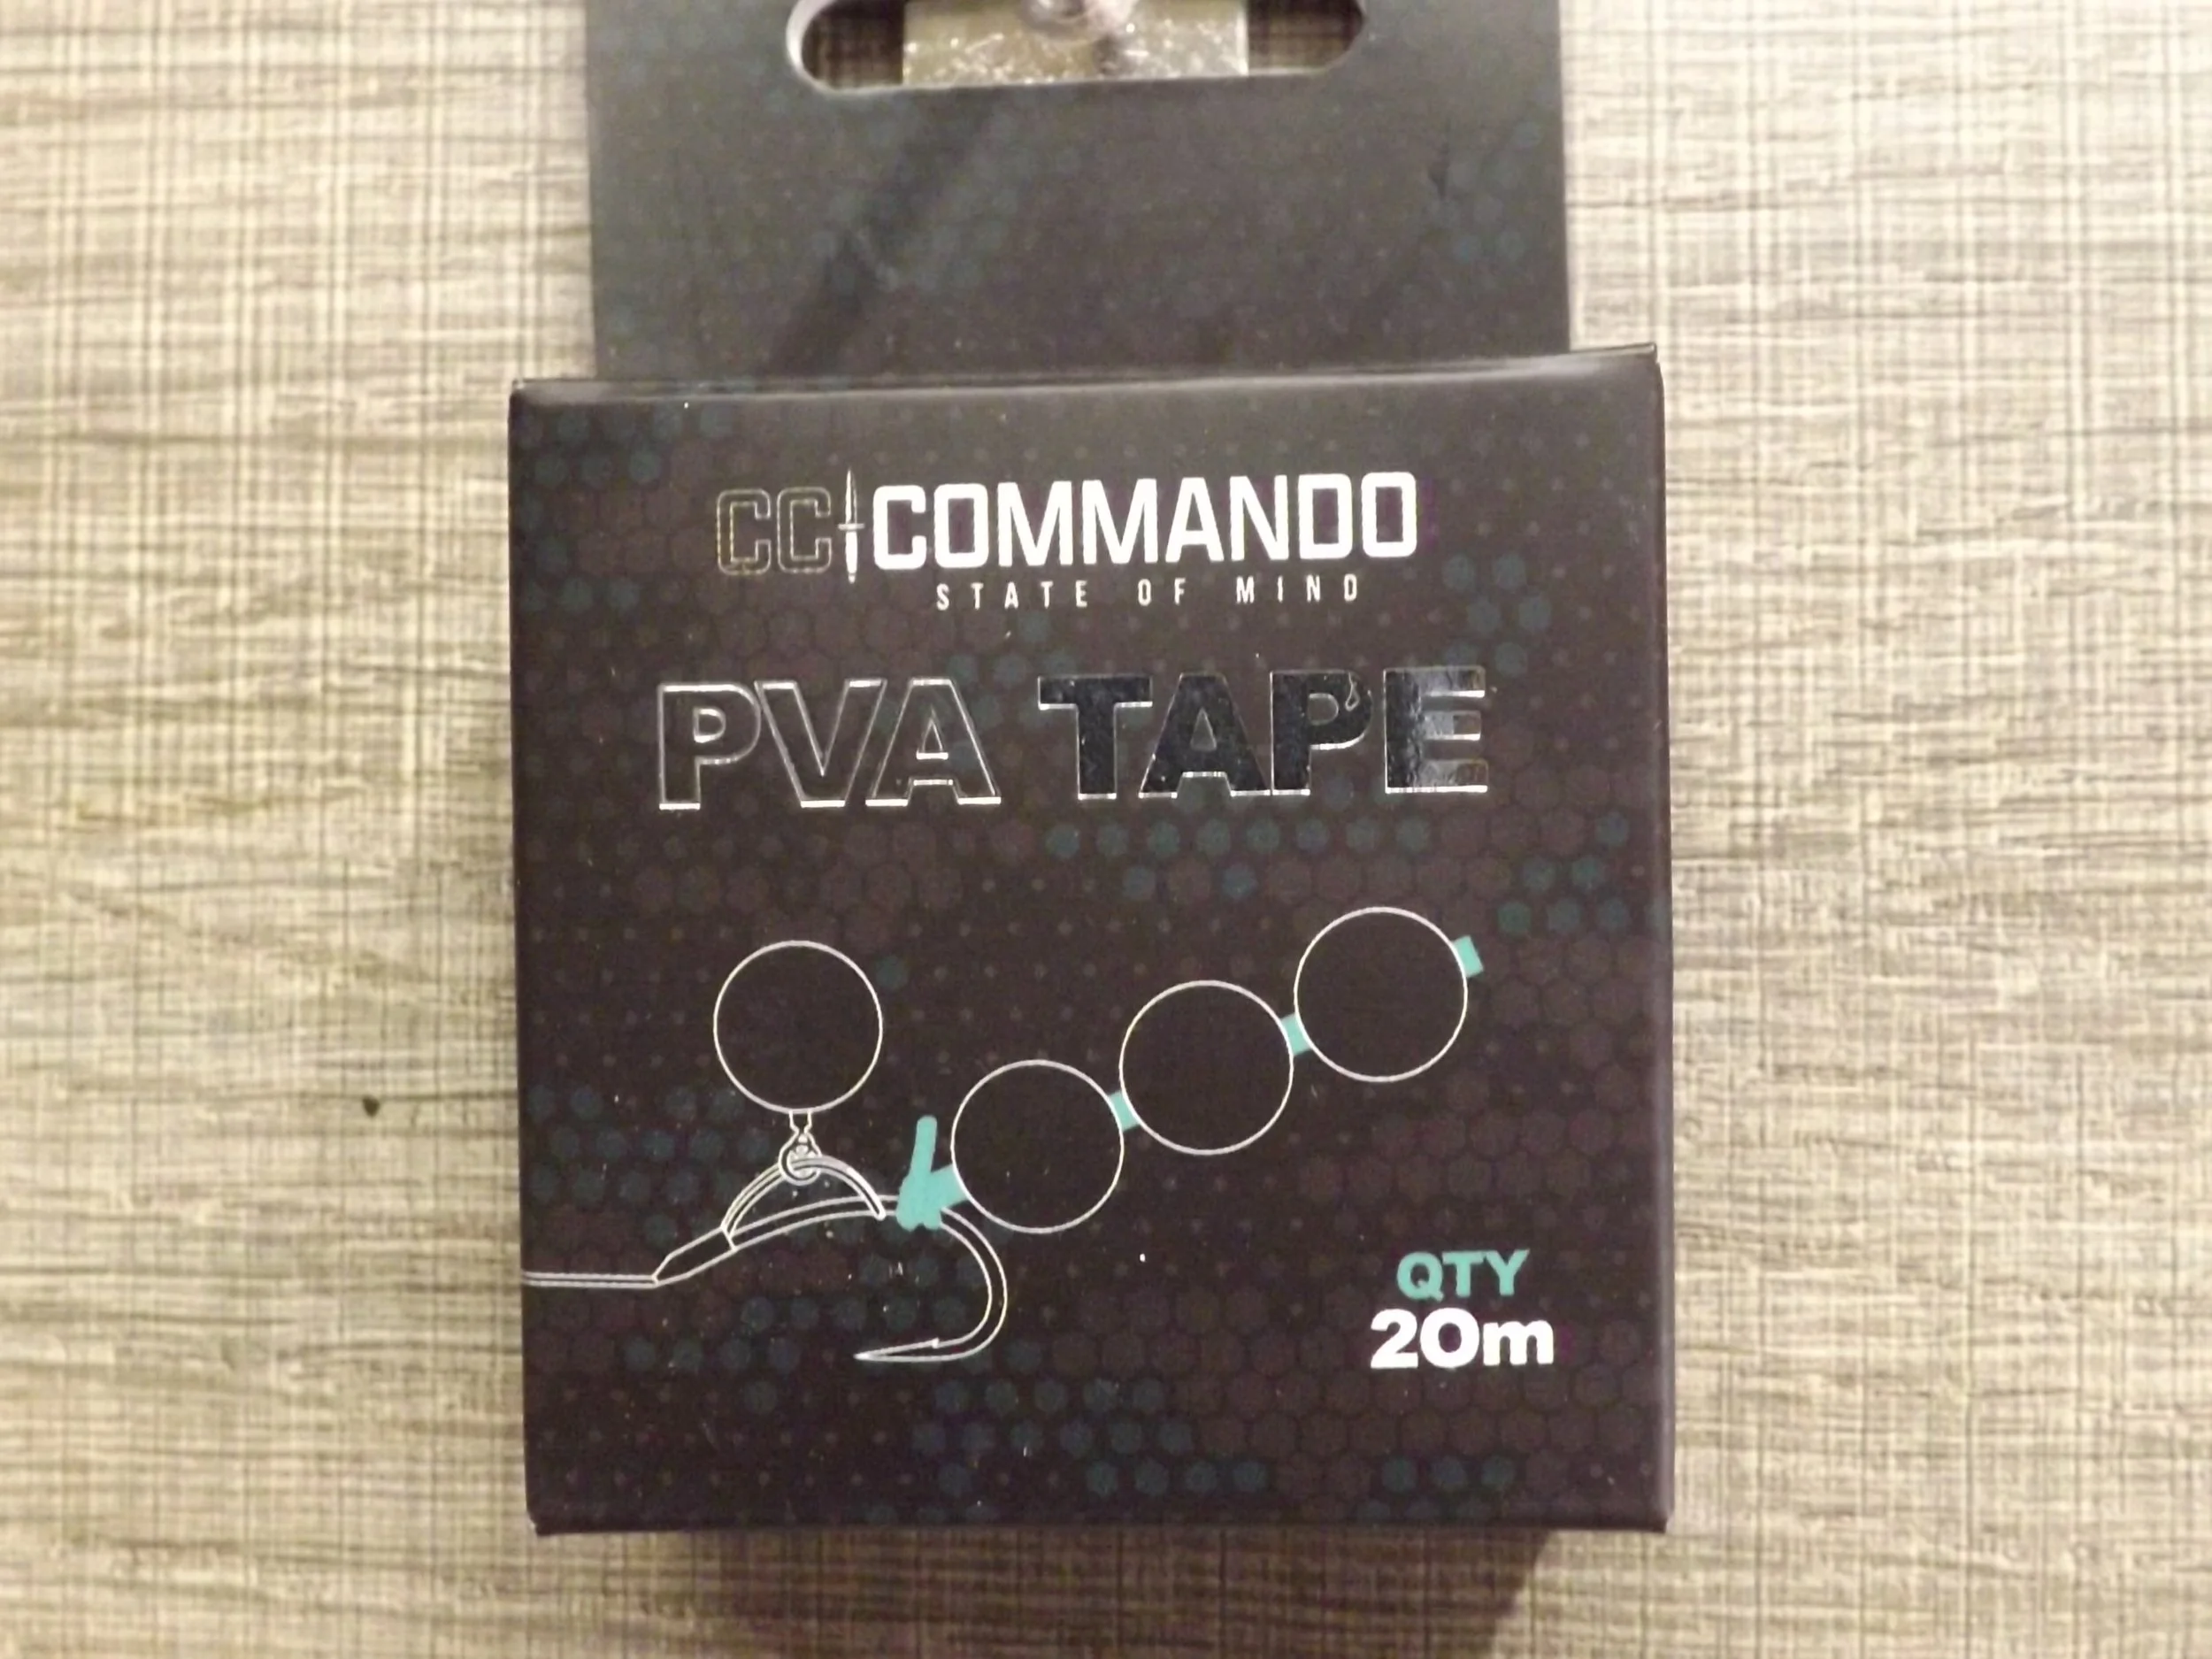 CC COMMANDO
STATE OF MIND
PVA TAPE
QTY
20m